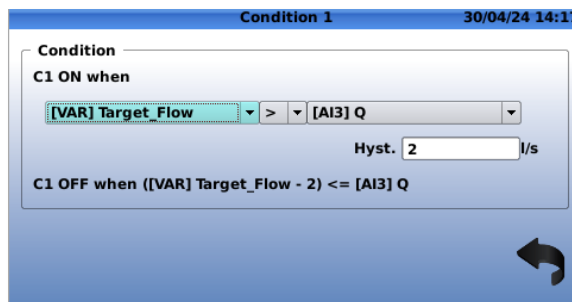 Condition 1 30/04/24 14:17
Condition
C1 ON when
[VAR] Target_Flow > [AI3] Q
Hyst. 2 l/s
C1 OFF when ([VAR] Target_Flow - 2) <= [AI3] Q